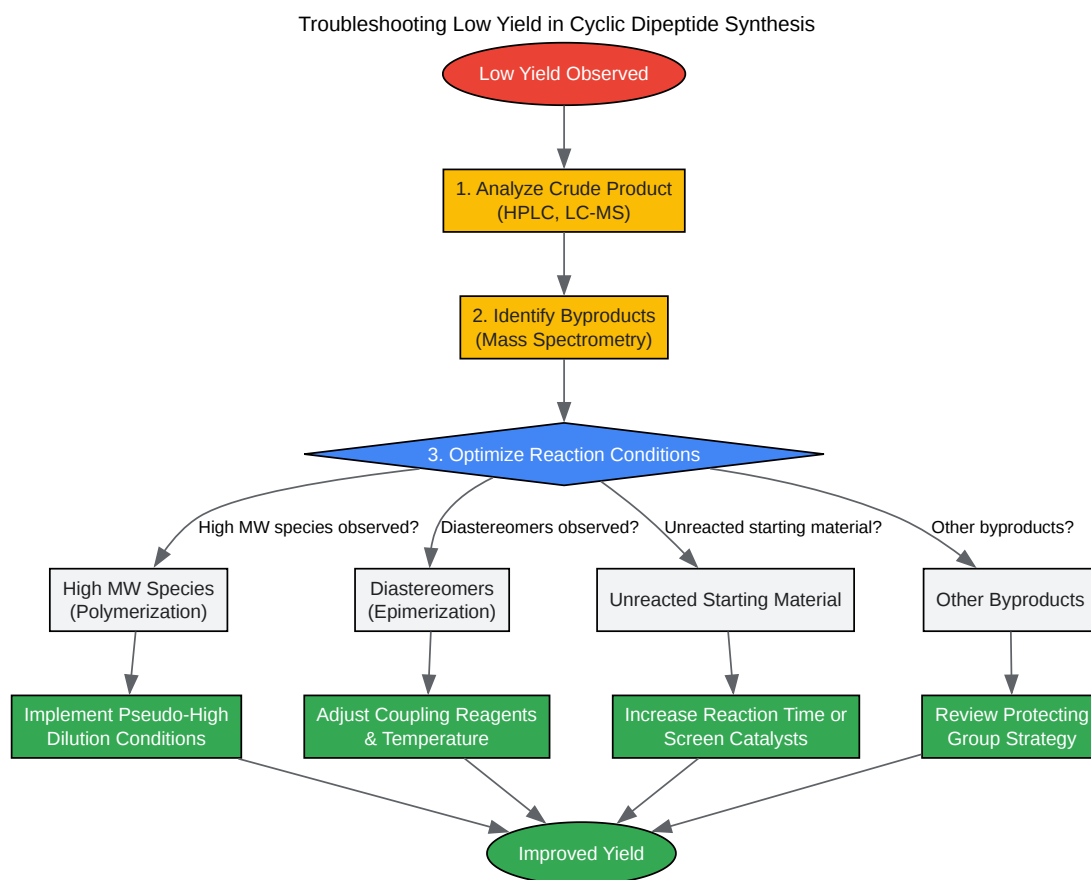 Troubleshooting Low Yield in Cyclic Dipeptide Synthesis
Low Yield Observed
1. Analyze Crude Product
(HPLC, LC-MS)
2. Identify Byproducts
(Mass Spectrometry)
3. Optimize Reaction Conditions
High MW species observed?
Diastereomers observed?
Unreacted starting material?
Other byproducts?
High MW Species
(Polymerization)
Diastereomers
(Epimerization)
Unreacted Starting Material
Other Byproducts
Implement Pseudo-High
Dilution Conditions
Adjust Coupling Reagents
& Temperature
Increase Reaction Time or
Screen Catalysts
Review Protecting
Group Strategy
Improved Yield